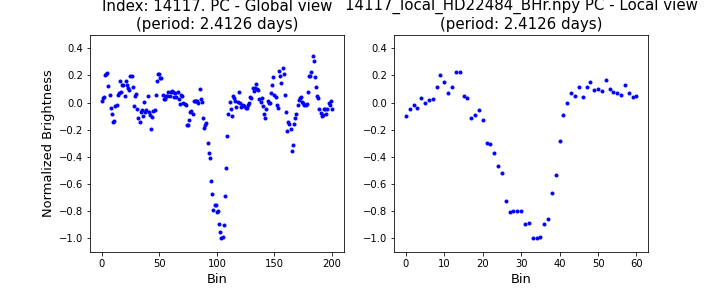 Index: 14117. PC - Global view
(period: 2.4126 days)
14117_local_HD22484_BHr.npy PC - Local view
(period: 2.4126 days)
Normalized Brightness
0.4
0.2
0.0
−0.2
−0.4
−0.6
−0.8
−1.0
0 50 100 150 200
Bin
0.4
0.2
0.0
−0.2
−0.4
−0.6
−0.8
−1.0
0 10 20 30 40 50 60
Bin